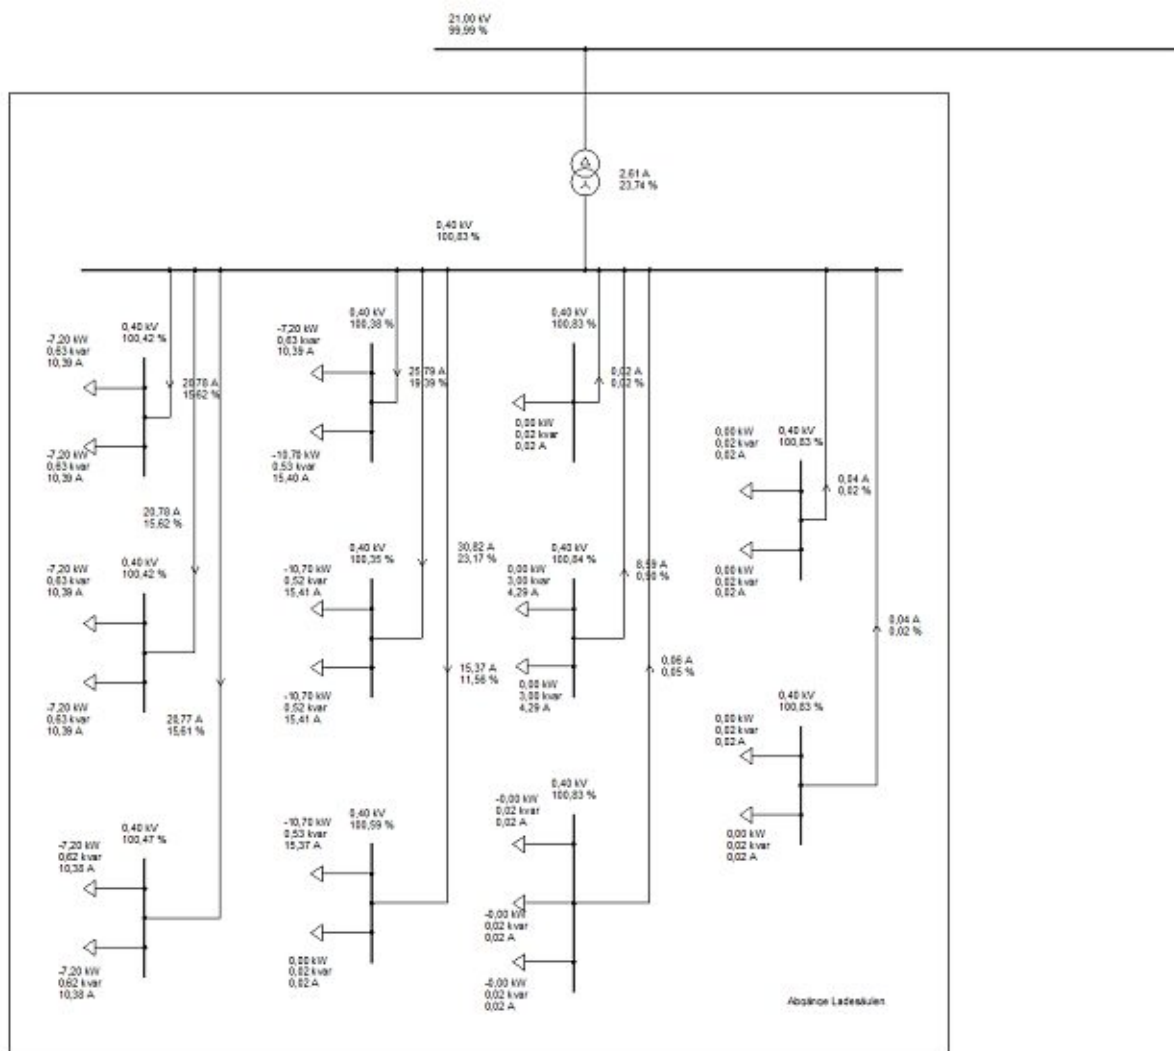 21,00 kV
99,99 %
2,61 A
23,74 %
0,40 kV
100,83 %
-7,20 kW
0,63 kvar
10,39 A
0,40 kV
100,42 %
20,78 A
15,62 %
-7,20 kW
0,63 kvar
10,39 A
-7,20 kW
0,63 kvar
10,39 A
0,40 kV
100,38 %
25,79 A
19,39 %
-10,70 kW
0,53 kvar
15,40 A
0,40 kV
100,83 %
0,02 A
0,02 %
0,00 kW
0,02 kvar
0,02 A
0,00 kW
0,02 kvar
0,02 A
0,40 kV
100,83 %
0,04 A
0,02 %
0,00 kW
0,02 kvar
0,02 A
20,78 A
15,62 %
-7,20 kW
0,63 kvar
10,39 A
0,40 kV
100,42 %
-7,20 kW
0,63 kvar
10,39 A
-10,70 kW
0,52 kvar
15,41 A
0,40 kV
100,35 %
30,82 A
23,17 %
-10,70 kW
0,52 kvar
15,41 A
0,00 kW
3,00 kvar
4,29 A
0,40 kV
100,84 %
8,59 A
0,00 kW
3,00 kvar
4,29 A
0,04 A
0,02 %
20,77 A
15,61 %
15,37 A
11,56 %
0,06 A
0,05 %
0,00 kW
0,02 kvar
0,02 A
0,40 kV
100,83 %
0,00 kW
0,02 kvar
0,02 A
-7,20 kW
0,62 kvar
10,38 A
0,40 kV
100,47 %
-7,20 kW
0,62 kvar
10,38 A
-10,70 kW
0,53 kvar
15,37 A
0,40 kV
100,59 %
0,00 kW
0,02 kvar
0,02 A
-0,00 kW
0,02 kvar
0,02 A
0,40 kV
100,83 %
-0,00 kW
0,02 kvar
0,02 A
-0,00 kW
0,02 kvar
0,02 A
Abgänge Ladesäulen